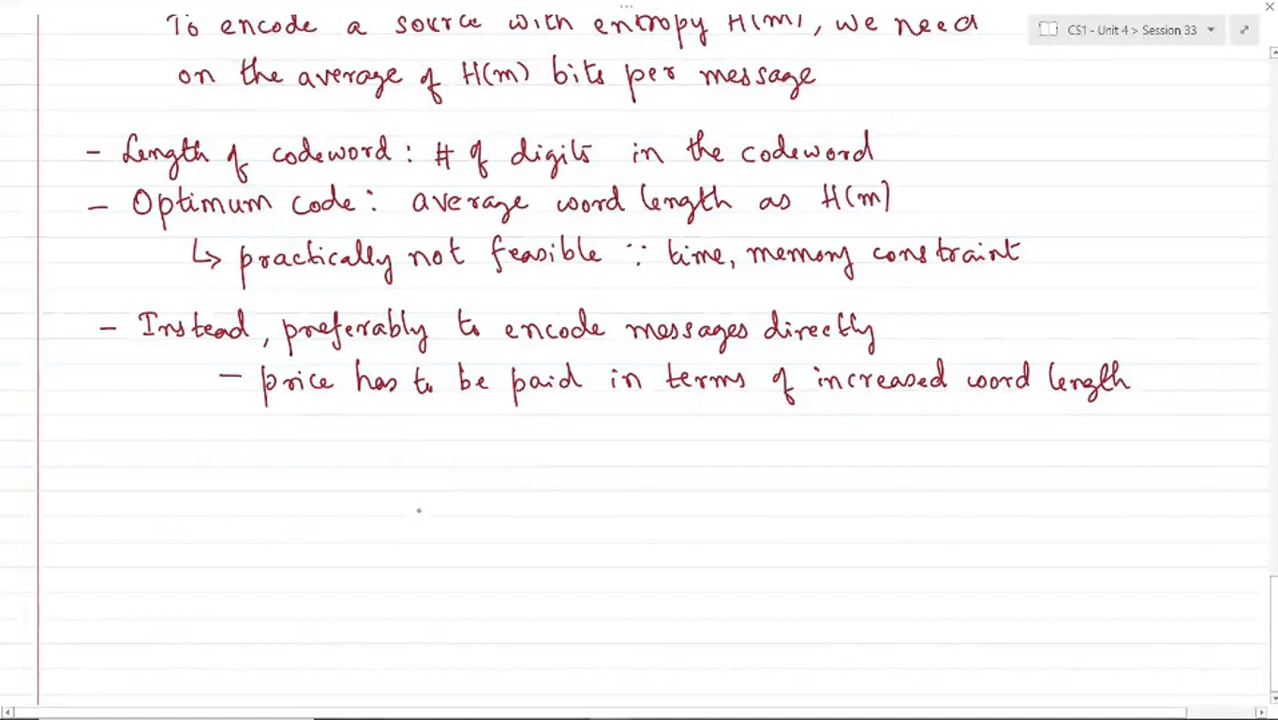 CS1 - Unit 4 > Session 33
To encode a source with entropy H(m), we need
on the average of H(m) bits per message
- Length of codeword : # of digits in the codeword
- Optimum code : average word length as H(m)
↳ practically not feasible ∵ time, memory constraint
- Instead, preferably to encode messages directly
- price has to be paid in terms of increased word length